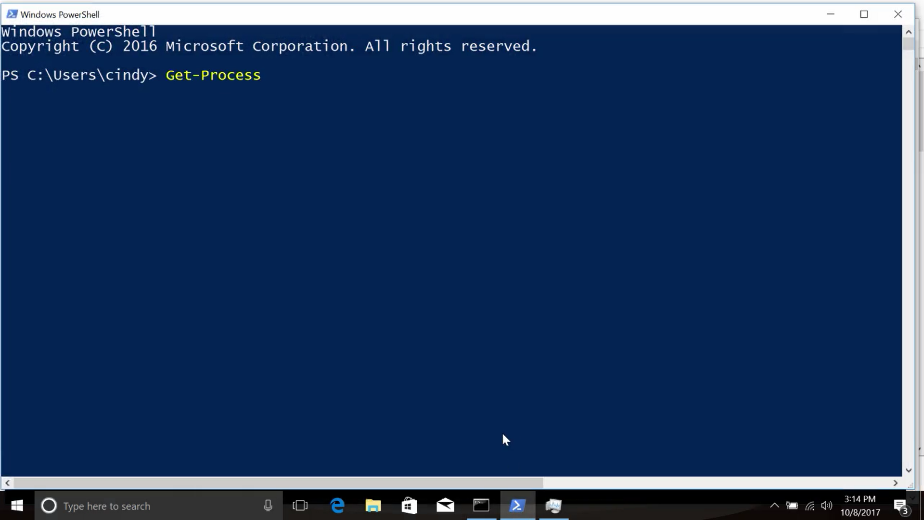 Windows PowerShell
Windows PowerShell
Copyright (C) 2016 Microsoft Corporation. All rights reserved.
PS C:\Users\cindy> Get-Process
Type here to search
3:14 PM
10/8/2017
3